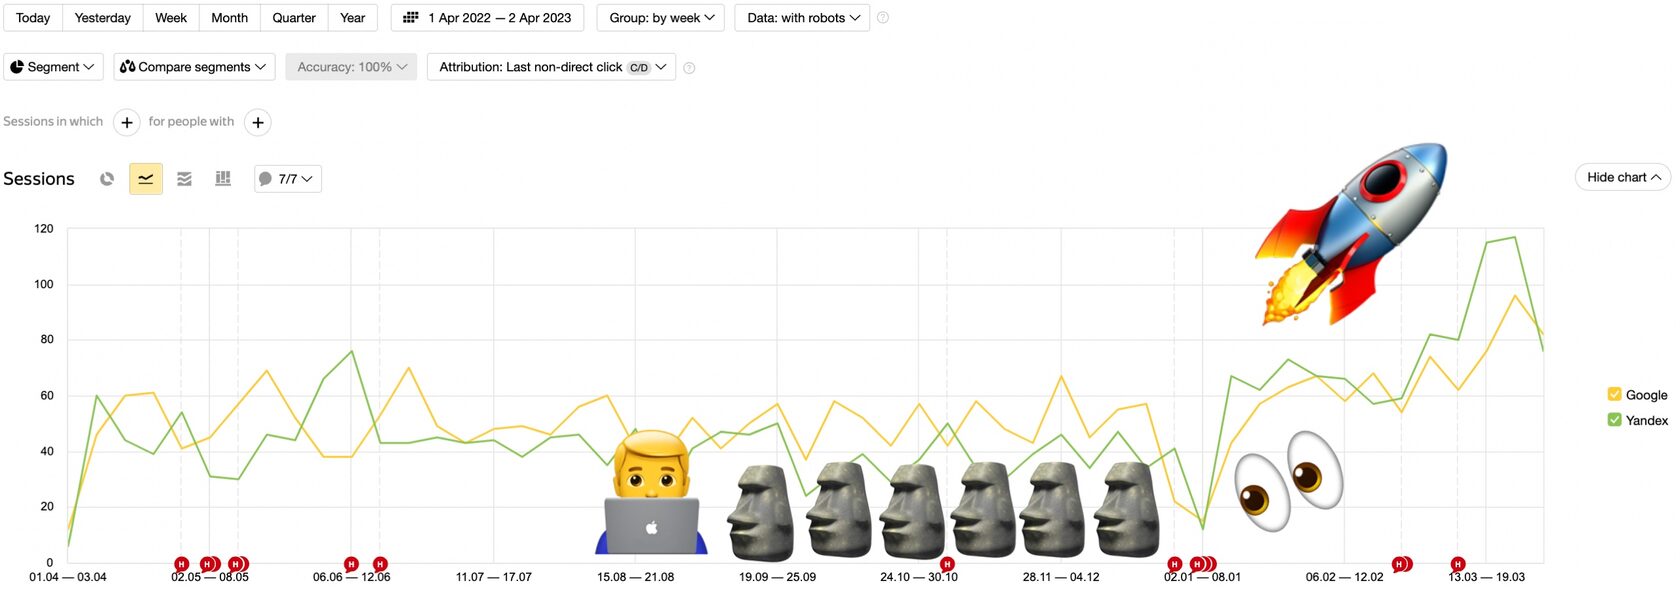 Today Yesterday Week Month Quarter Year 1 Apr 2022 — 2 Apr 2023 Group: by week Data: with robots ?
Segment Compare segments Accuracy: 100% Attribution: Last non-direct click C/D ?
Sessions in which + for people with +
Sessions 7/7 Hide chart
120
100
80
60
40
20
0
Google
Yandex
H H H H H H H H H H
01.04 — 03.04 02.05 — 08.05 06.06 — 12.06 11.07 — 17.07 15.08 — 21.08 19.09 — 25.09 24.10 — 30.10 28.11 — 04.12 02.01 — 08.01 06.02 — 12.02 13.03 — 19.03